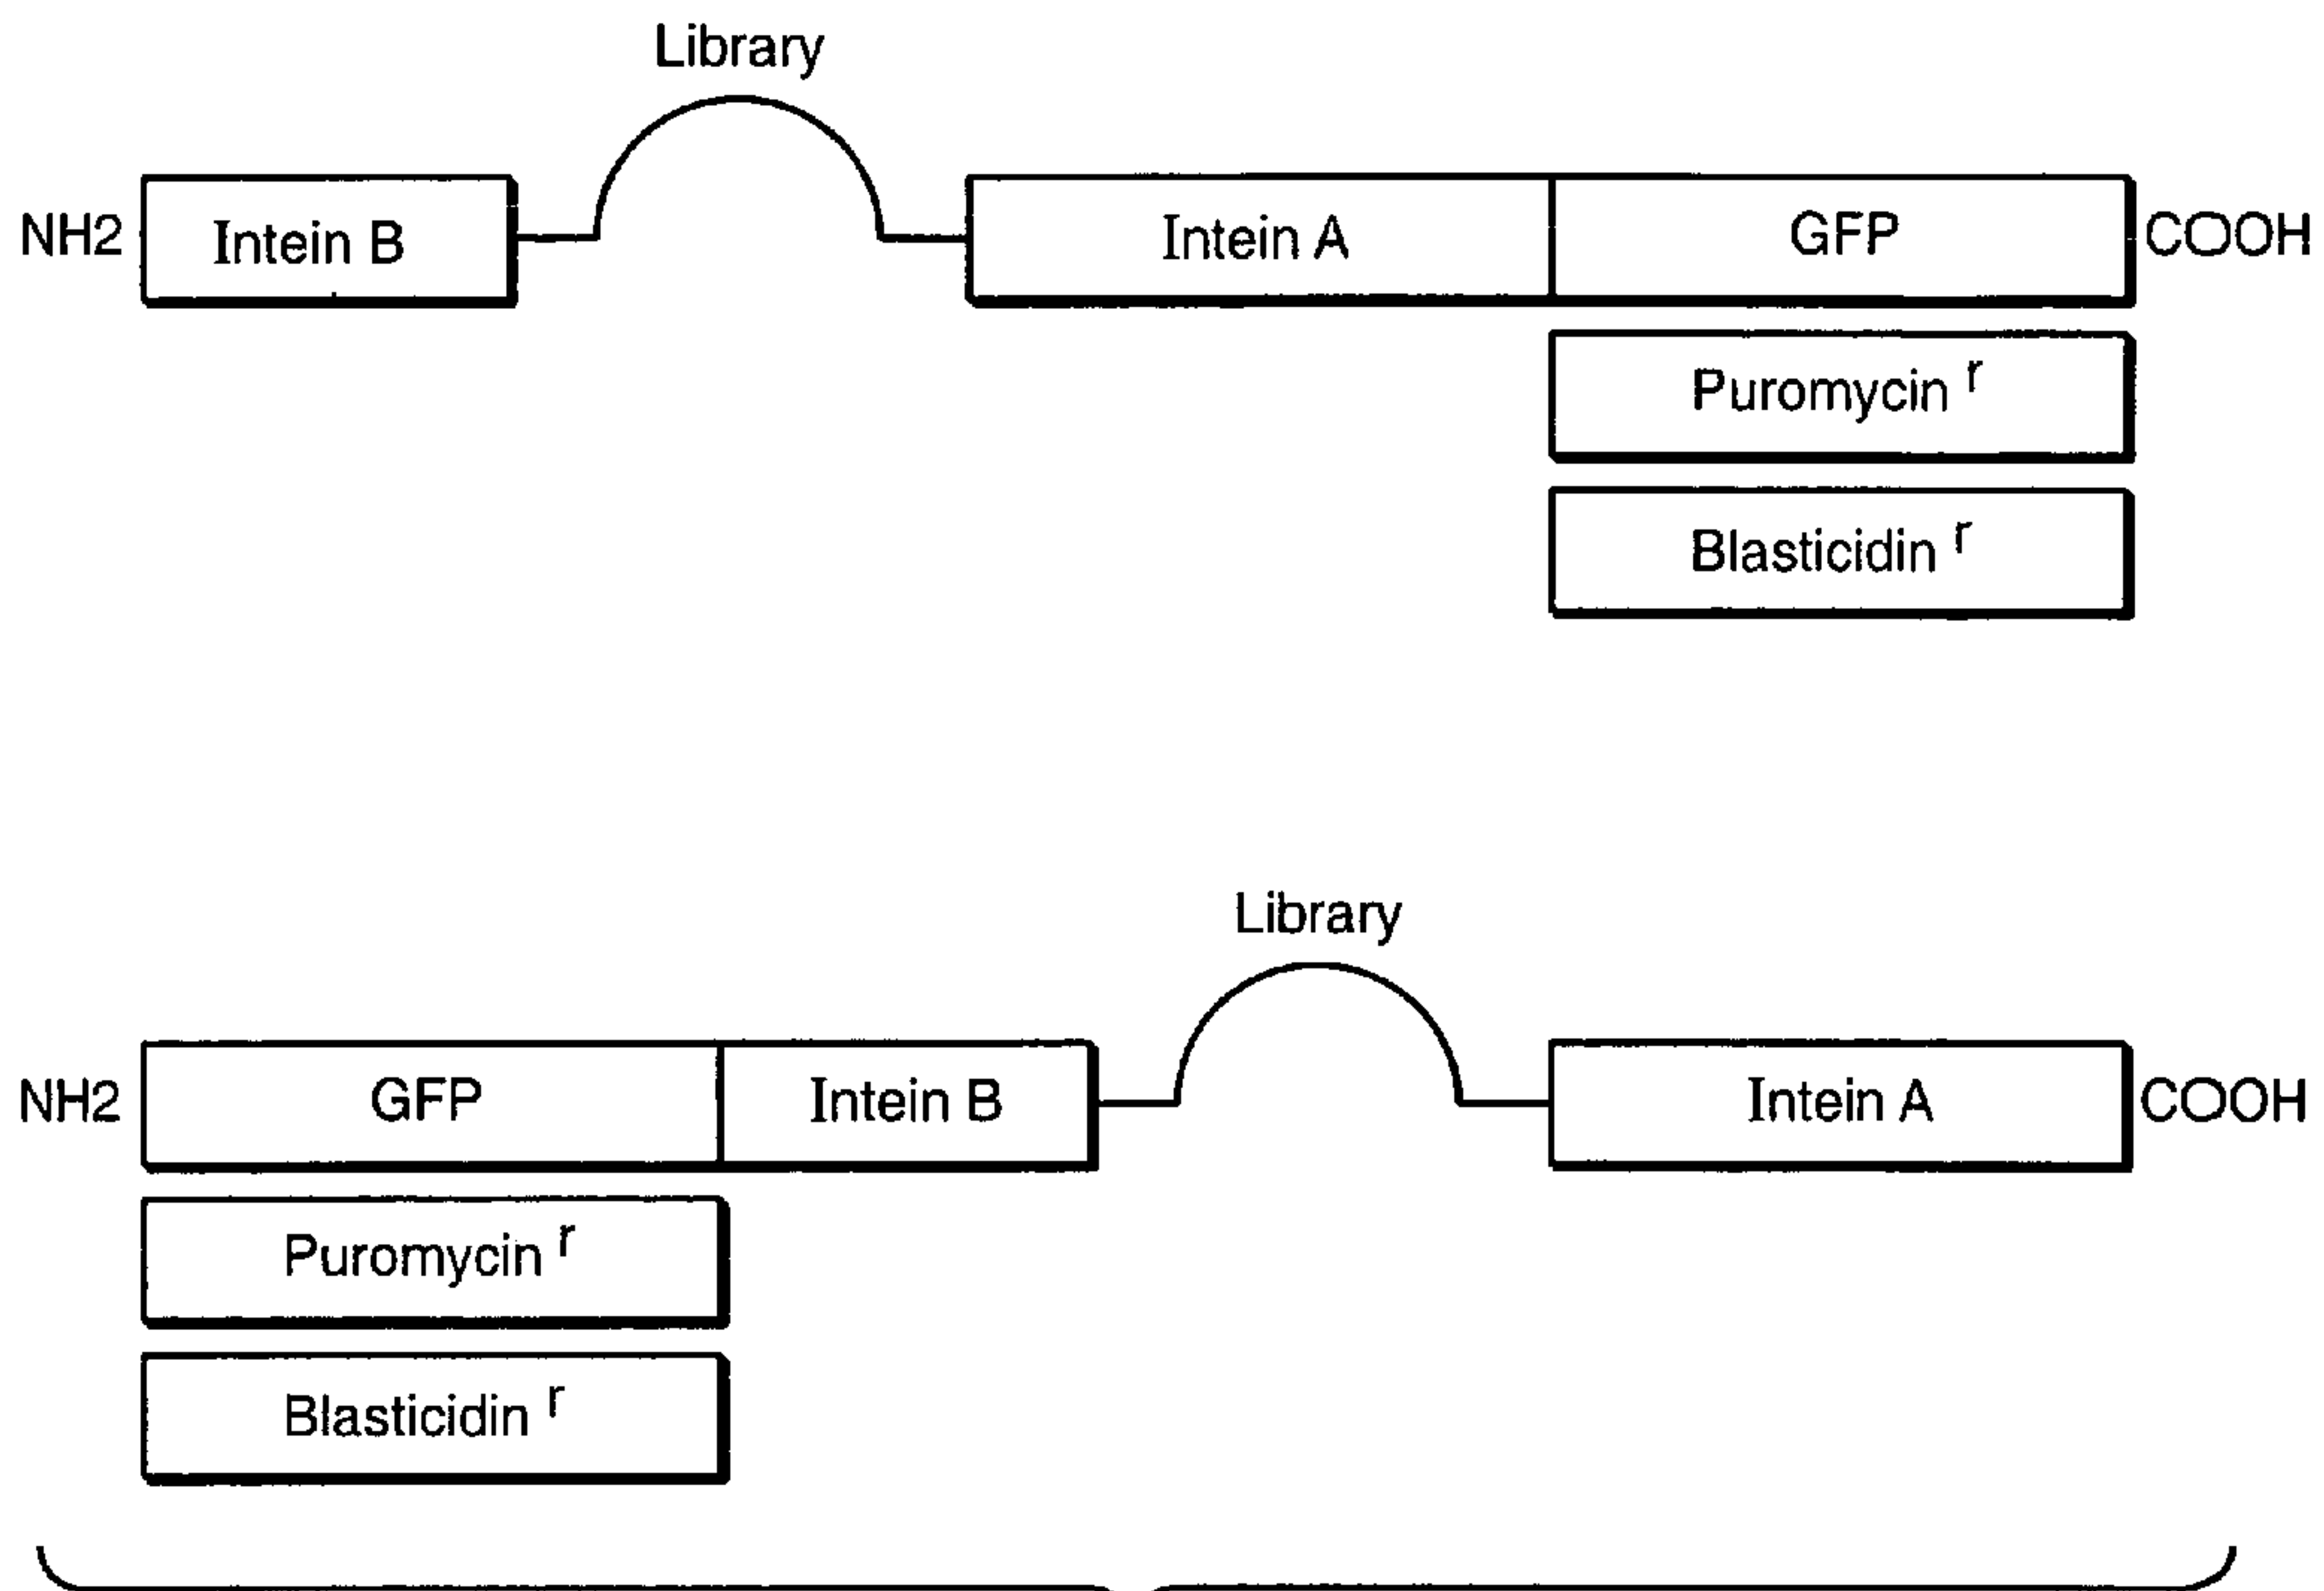 Library
NH2 Intein B Intein A GFP COOH
Puromycin r
Blasticidin r
Library
NH2 GFP Intein B Intein A COOH
Puromycin r
Blasticidin r